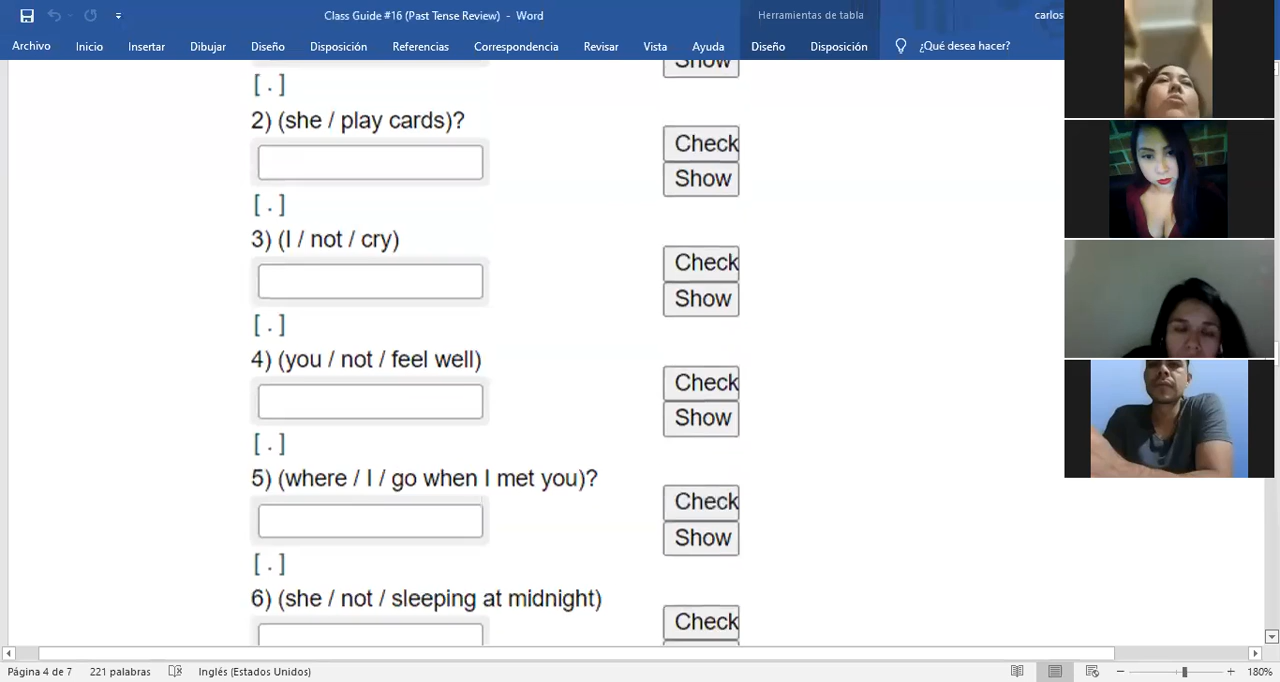 Class Guide #16 (Past Tense Review) - Word
Herramientas de tabla
carlos
Archivo Inicio Insertar Dibujar Diseño Disposición Referencias Correspondencia Revisar Vista Ayuda Diseño Disposición ¿Qué desea hacer?
Show
[ . ]
2) (she / play cards)?
Check
Show
[ . ]
3) (I / not / cry)
Check
Show
[ . ]
4) (you / not / feel well)
Check
Show
[ . ]
5) (where / I / go when I met you)?
Check
Show
[ . ]
6) (she / not / sleeping at midnight)
Check
Página 4 de 7 221 palabras Inglés (Estados Unidos) 180%